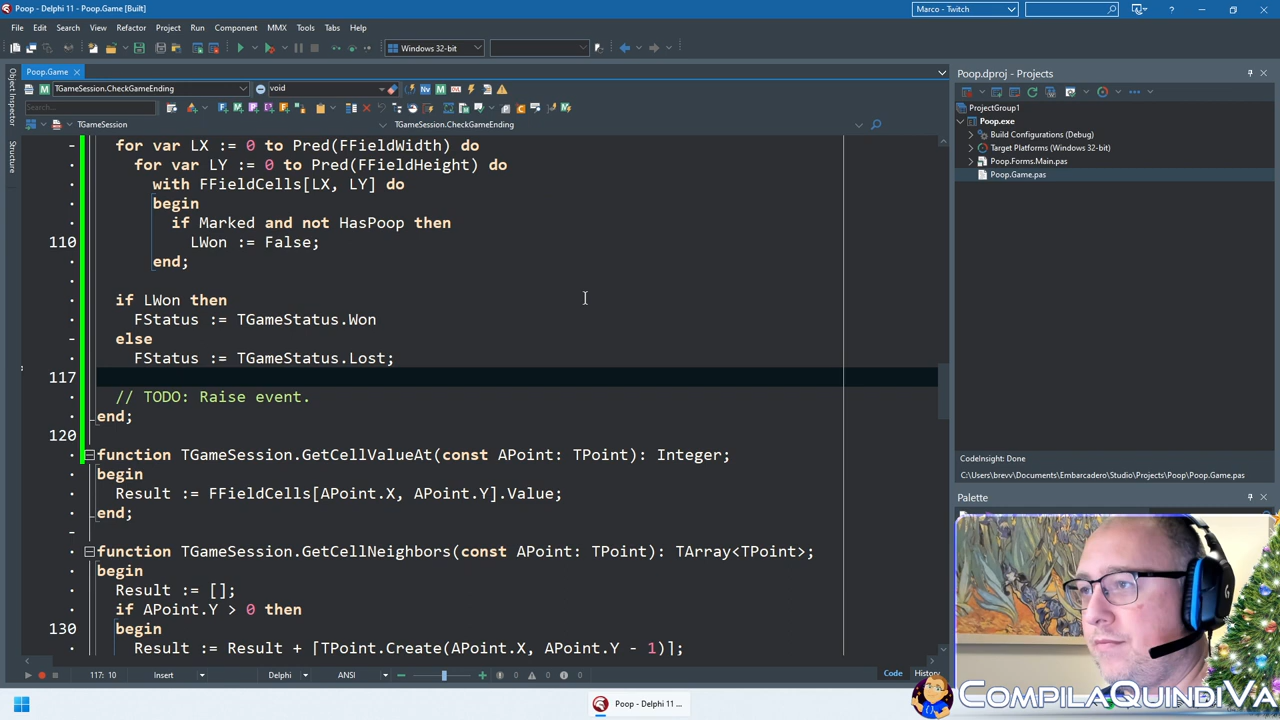 Poop - Delphi 11 - Poop.Game [Built]
Marco - Twitch
File Edit Search View Refactor Project Run Component MMX Tools Tabs Help
Windows 32-bit
Poop.Game
TGameSession.CheckGameEnding
void
Search...
TGameSession
TGameSession.CheckGameEnding
for var LX := 0 to Pred(FFieldWidth) do
for var LY := 0 to Pred(FFieldHeight) do
with FFieldCells[LX, LY] do
begin
if Marked and not HasPoop then
110 LWon := False;
end;
if LWon then
FStatus := TGameStatus.Won
else
FStatus := TGameStatus.Lost;
117
// TODO: Raise event.
end;
120
function TGameSession.GetCellValueAt(const APoint: TPoint): Integer;
begin
Result := FFieldCells[APoint.X, APoint.Y].Value;
end;
function TGameSession.GetCellNeighbors(const APoint: TPoint): TArray<TPoint>;
begin
Result := [];
if APoint.Y > 0 then
130 begin
Result := Result + [TPoint.Create(APoint.X, APoint.Y - 1)];
117: 10
Insert
Delphi
ANSI
0 0 0
Code
History
Object Inspector
Structure
Poop.dproj - Projects
ProjectGroup1
Poop.exe
Build Configurations (Debug)
Target Platforms (Windows 32-bit)
Poop.Forms.Main.pas
Poop.Game.pas
CodeInsight: Done
C:\Users\brevv\Documents\Embarcadero\Studio\Projects\Poop\Poop.Game.pas
Palette
Poop - Delphi 11 ...
COMPILAQUINDIVA